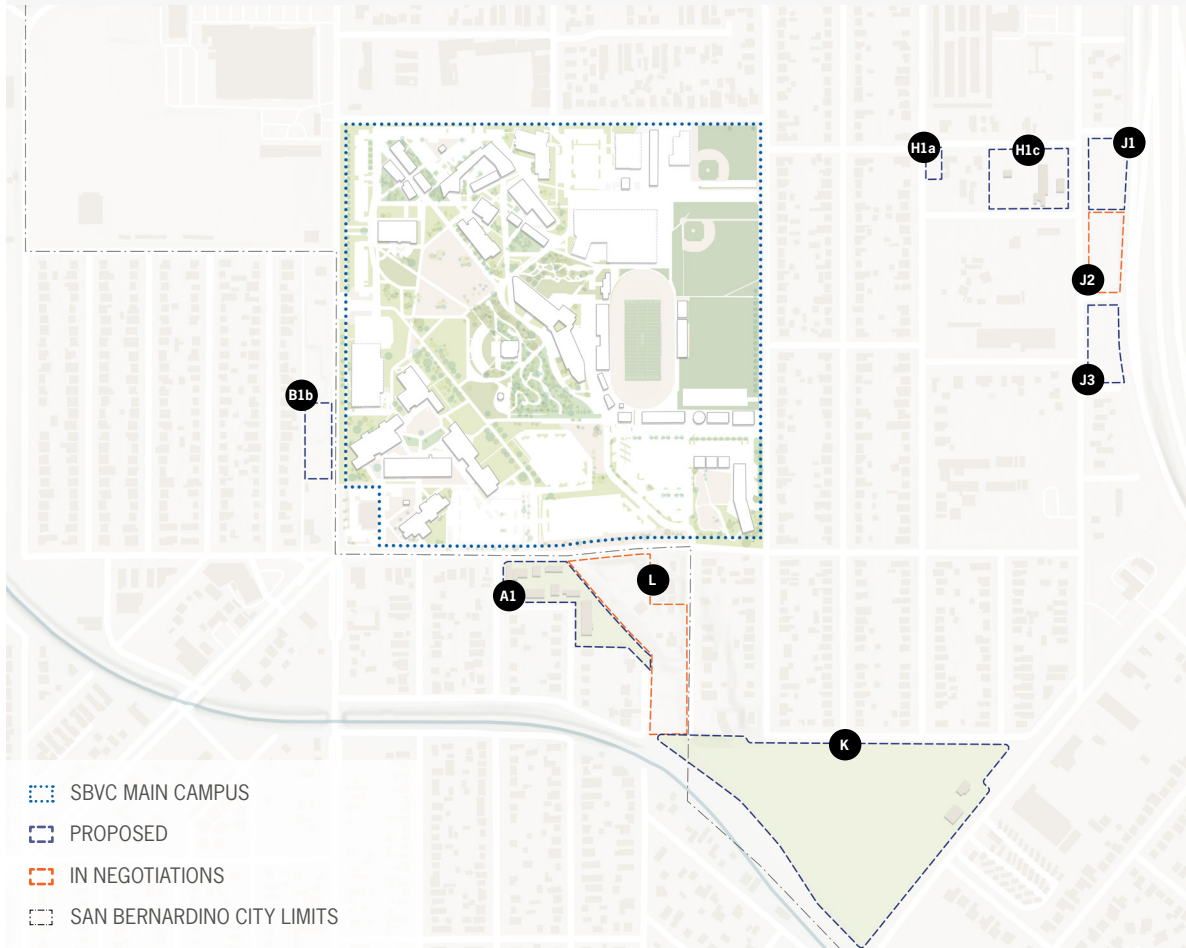 H1a
H1c
J1
J2
J3
B1b
A1
L
K
SBVC MAIN CAMPUS
PROPOSED
IN NEGOTIATIONS
SAN BERNARDINO CITY LIMITS